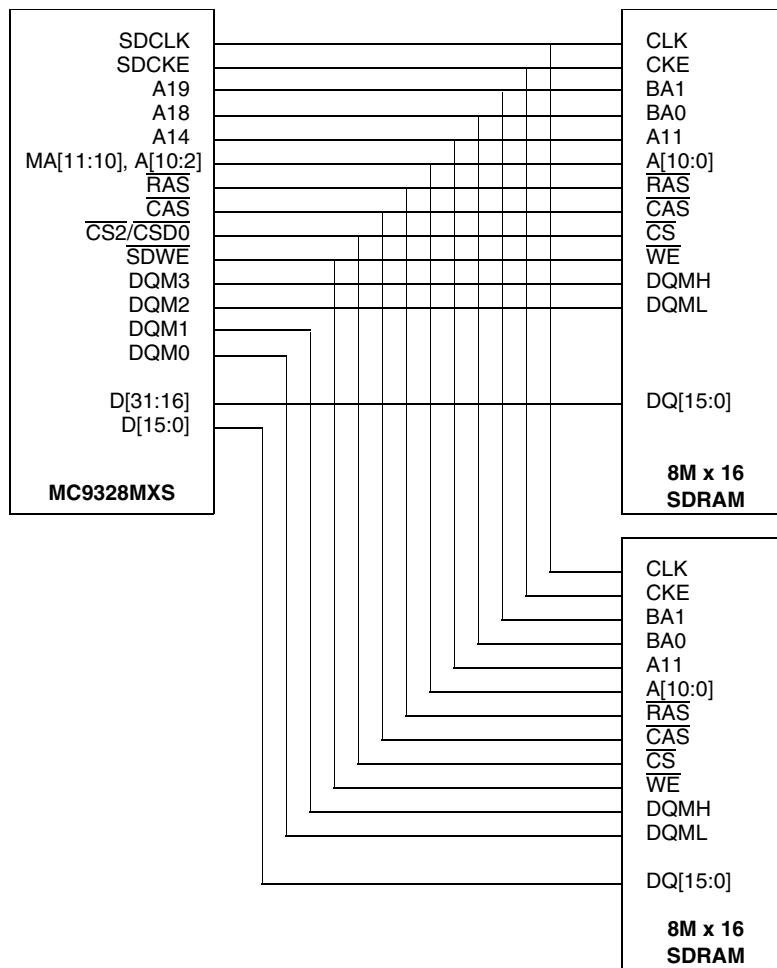 SDCLK
SDCKE
A19
A18
A14
MA[11:10], A[10:2]
RAS
CAS
CS2/CSD0
SDWE
DQM3
DQM2
DQM1
DQM0
D[31:16]
D[15:0]
MC9328MXS
CLK
CKE
BA1
BA0
A11
A[10:0]
RAS
CAS
CS
WE
DQMH
DQML
DQ[15:0]
8M x 16
SDRAM
CLK
CKE
BA1
BA0
A11
A[10:0]
RAS
CAS
CS
WE
DQMH
DQML
DQ[15:0]
8M x 16
SDRAM